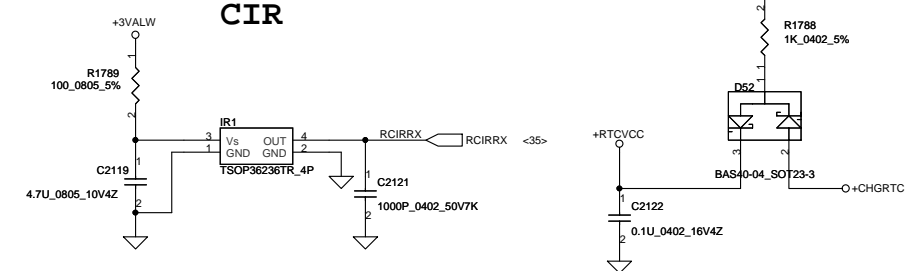 CIR
+3VALW
1
R1789
100_0805_5%
2
IR1
3 Vs OUT 4
1 GND GND 2
TSOP36236TR_4P
RCIRRX
RCIRRX <35>
C2119
1
4.7U_0805_10V4Z
2
C2121
1
1000P_0402_50V7K
2
2
R1788
1K_0402_5%
1
1
D52
3 2
BAS40-04_SOT23-3
+RTCVCC
+CHGRTC
1
C2122
0.1U_0402_16V4Z
2